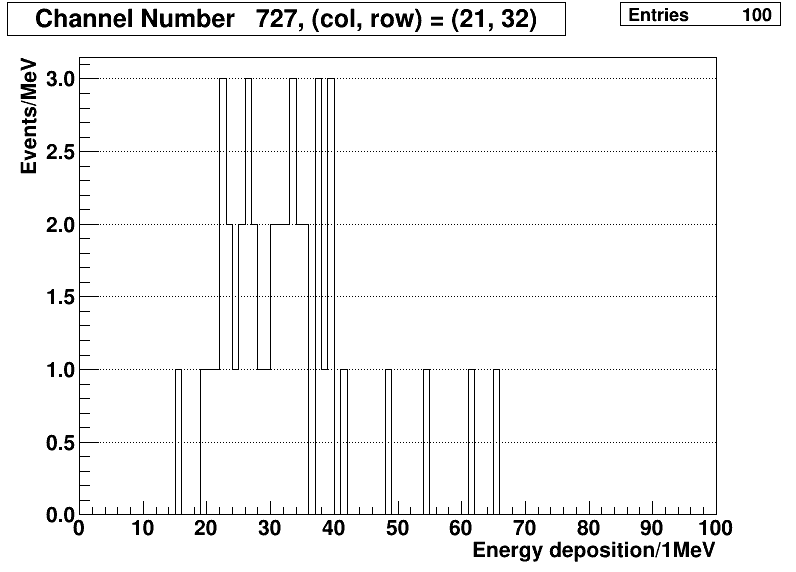 Channel Number 727, (col, row) = (21, 32)
Entries 100
Events/MeV
3.0
2.5
2.0
1.5
1.0
0.5
0.0
0 10 20 30 40 50 60 70 80 90 100
Energy deposition/1MeV